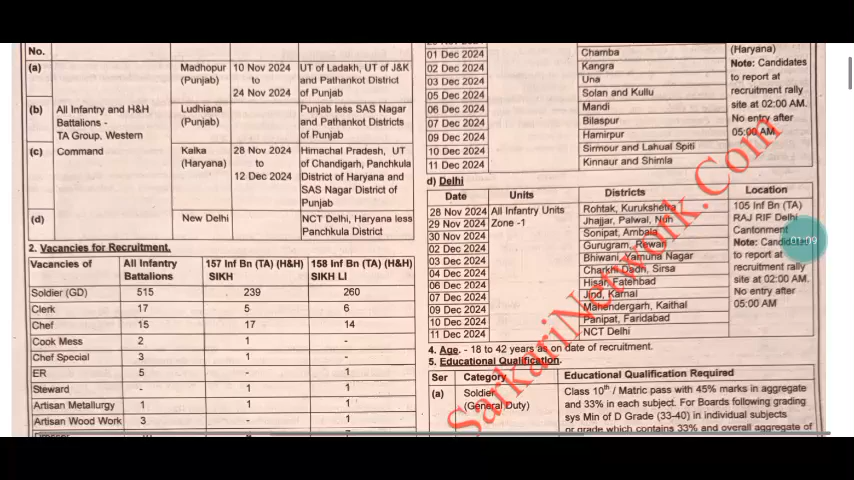 No.
(a) Madhopur 10 Nov 2024 UT of Ladakh, UT of J&K
(Punjab) to and Pathankot District
24 Nov 2024 of Punjab
(b) All Infantry and H&H Ludhiana Punjab less SAS Nagar
Battalions - (Punjab) and Pathankot Districts
TA Group, Western of Punjab
(c) Command Kalka 28 Nov 2024 Himachal Pradesh, UT
(Haryana) to of Chandigarh, Panchkula
12 Dec 2024 District of Haryana and
SAS Nagar District of
Punjab
(d) New Delhi NCT Delhi, Haryana less
Panchkula District
2. Vacancies for Recruitment.
Vacancies of All Infantry 157 Inf Bn (TA) (H&H) 158 Inf Bn (TA) (H&H)
Battalions SIKH SIKH LI
Soldier (GD) 515 239 260
Clerk 17 5 6
Chef 15 17 14
Cook Mess 2 1 -
Chef Special 3 1 -
ER 5 - 1
Steward - 1 1
Artisan Metallurgy 1 1 1
Artisan Wood Work 3 - 1
01 Dec 2024 Chamba (Haryana)
02 Dec 2024 Kangra Note: Candidates
03 Dec 2024 Una to report at
05 Dec 2024 Solan and Kullu recruitment rally
06 Dec 2024 Mandi site at 02:00 AM.
07 Dec 2024 Bilaspur No entry after
09 Dec 2024 Hamirpur 05:00 AM
10 Dec 2024 Sirmour and Lahual Spiti
11 Dec 2024 Kinnaur and Shimla
d) Delhi
Date Units Districts Location
28 Nov 2024 All Infantry Units Rohtak, Kurukshetra 105 Inf Bn (TA)
29 Nov 2024 Zone -1 Jhajjar, Palwal, Nuh RAJ RIF Delhi
30 Nov 2024 Sonipat, Ambala Cantonment
02 Dec 2024 Gurugram, Rewari Note:
03 Dec 2024 Bhiwani, Yamuna Nagar to report at
04 Dec 2024 Charkhi Dadri, Sirsa recruitment rally
06 Dec 2024 Hisar, Fatehbad site at 02:00 AM
07 Dec 2024 Jind, Karnal No entry after
09 Dec 2024 Mahendergarh, Kaithal 05:00 AM
10 Dec 2024 Panipat, Faridabad
11 Dec 2024 NCT Delhi
4. Age. - 18 to 42 years as on date of recruitment.
5. Educational Qualification.
Ser Category Educational Qualification Required
(a) Soldier Class 10th / Matric pass with 45% marks in aggregate
(General Duty) and 33% in each subject. For Boards following grading
sys Min of D Grade (33-40) in individual subjects
or grade which contains 33% and overall aggregate of
SarkariNetwork.Com
01:09